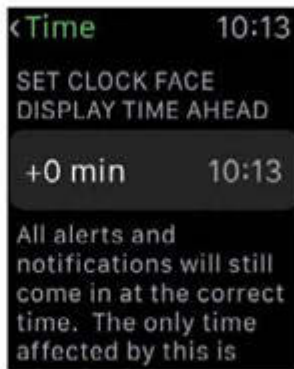 <Time 10:13
SET CLOCK FACE
DISPLAY TIME AHEAD
+0 min 10:13
All alerts and
notifications will still
come in at the correct
time. The only time
affected by this is